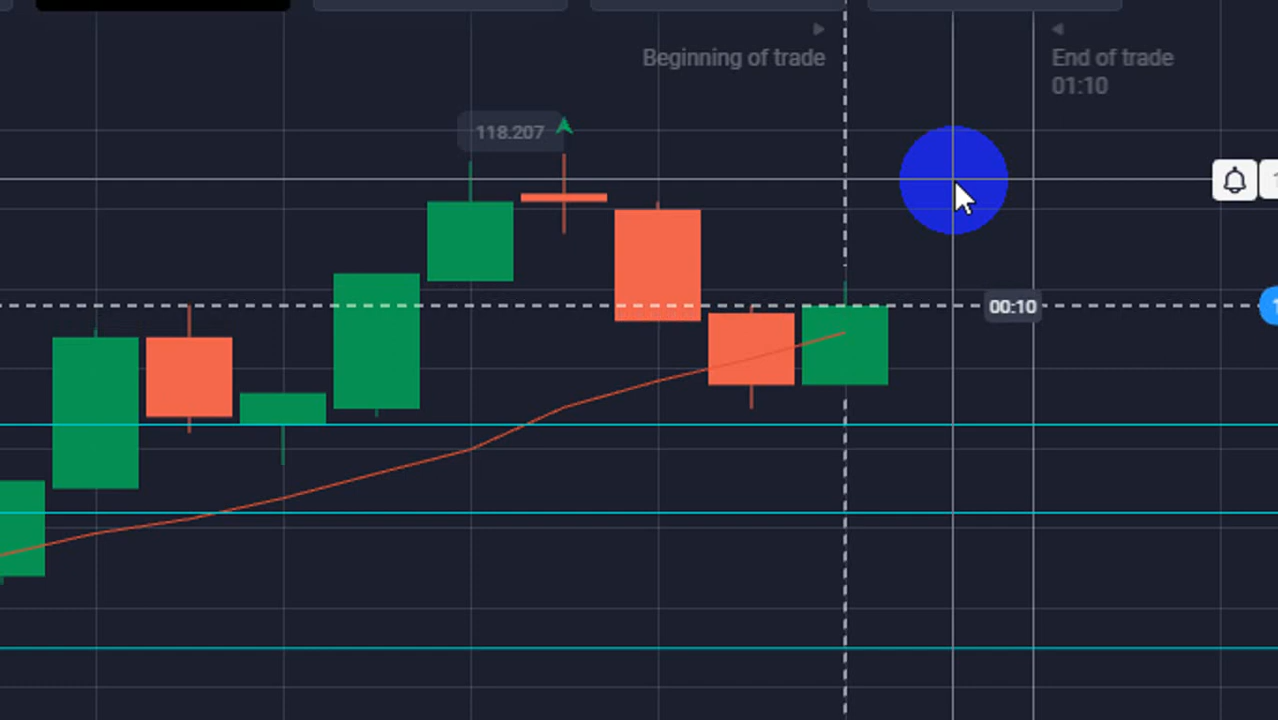 Beginning of trade
End of trade
01:10
118.207
00:10